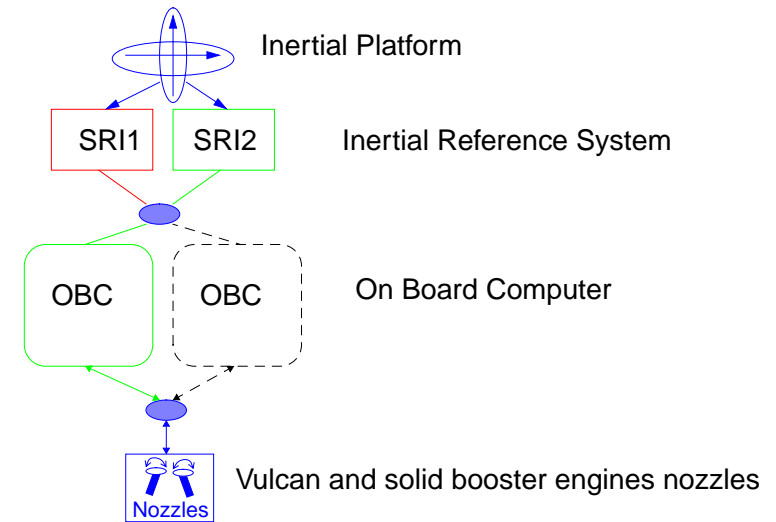 Inertial Platform
SRI1 SRI2 Inertial Reference System
OBC OBC On Board Computer
Vulcan and solid booster engines nozzles
Nozzles